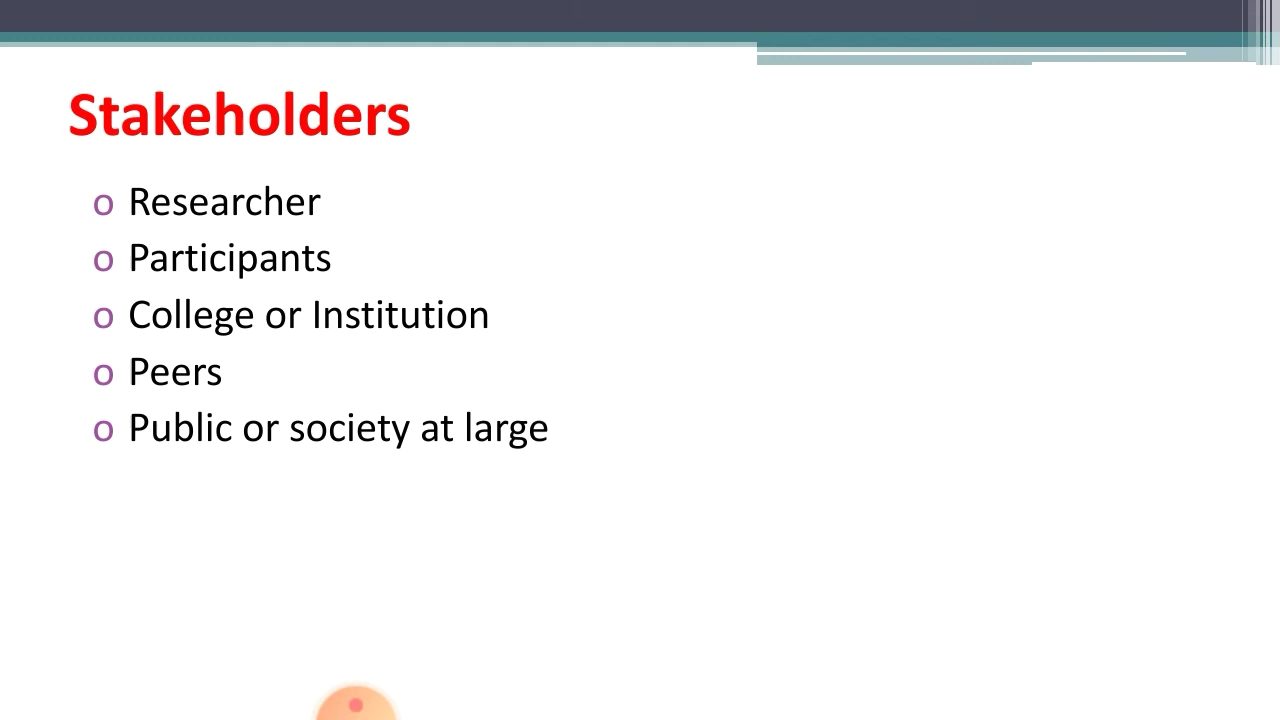 Stakeholders
o Researcher
o Participants
o College or Institution
o Peers
o Public or society at large